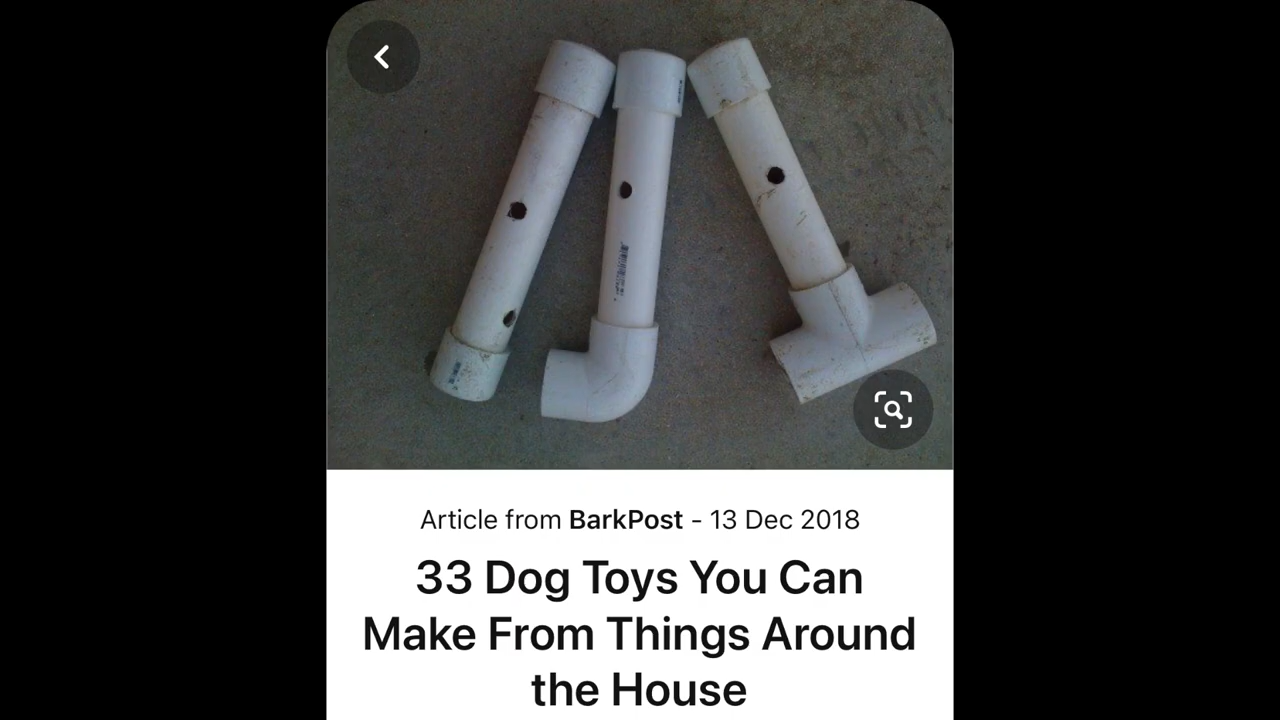 Article from BarkPost - 13 Dec 2018
33 Dog Toys You Can
Make From Things Around
the House